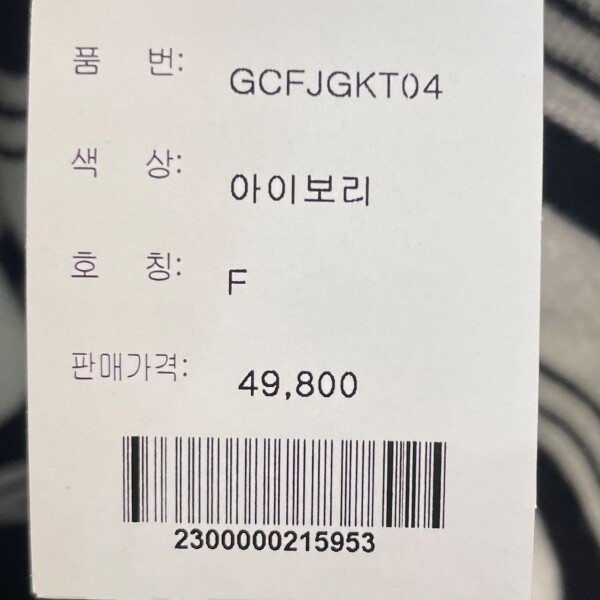 품 번: GCFJGKT04
색 상: 아이보리
호 칭: F
판매가격: 49,800
2300000215953